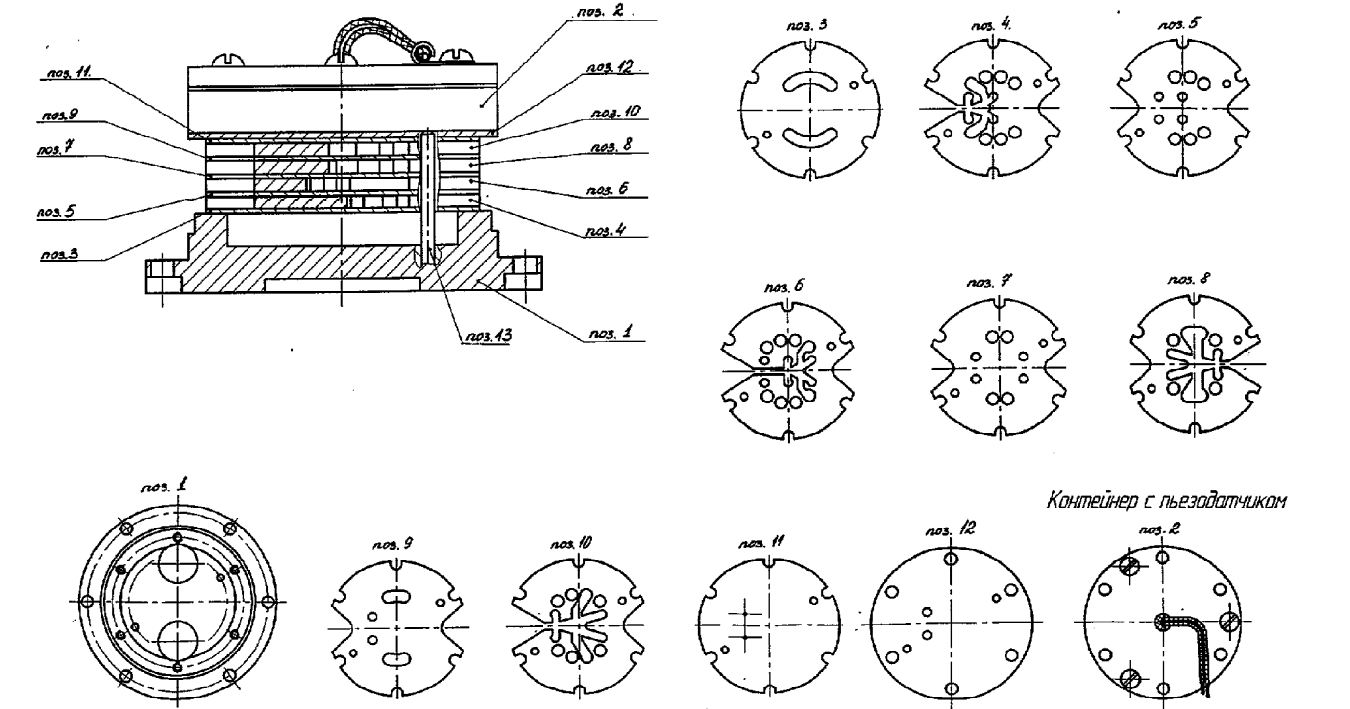 поз. 2
поз. 11.
поз. 12
поз. 9
поз. 10
поз. 7
поз. 8
поз. 6
поз. 5
поз. 4
поз. 3
поз. 13
поз. 1
поз. 3
поз. 4.
поз. 5
поз. 6
поз. 7
поз. 8
поз. 1
поз. 9
поз. 10
поз. 11
поз. 12
Контейнер с пьезодатчиком
поз. 2